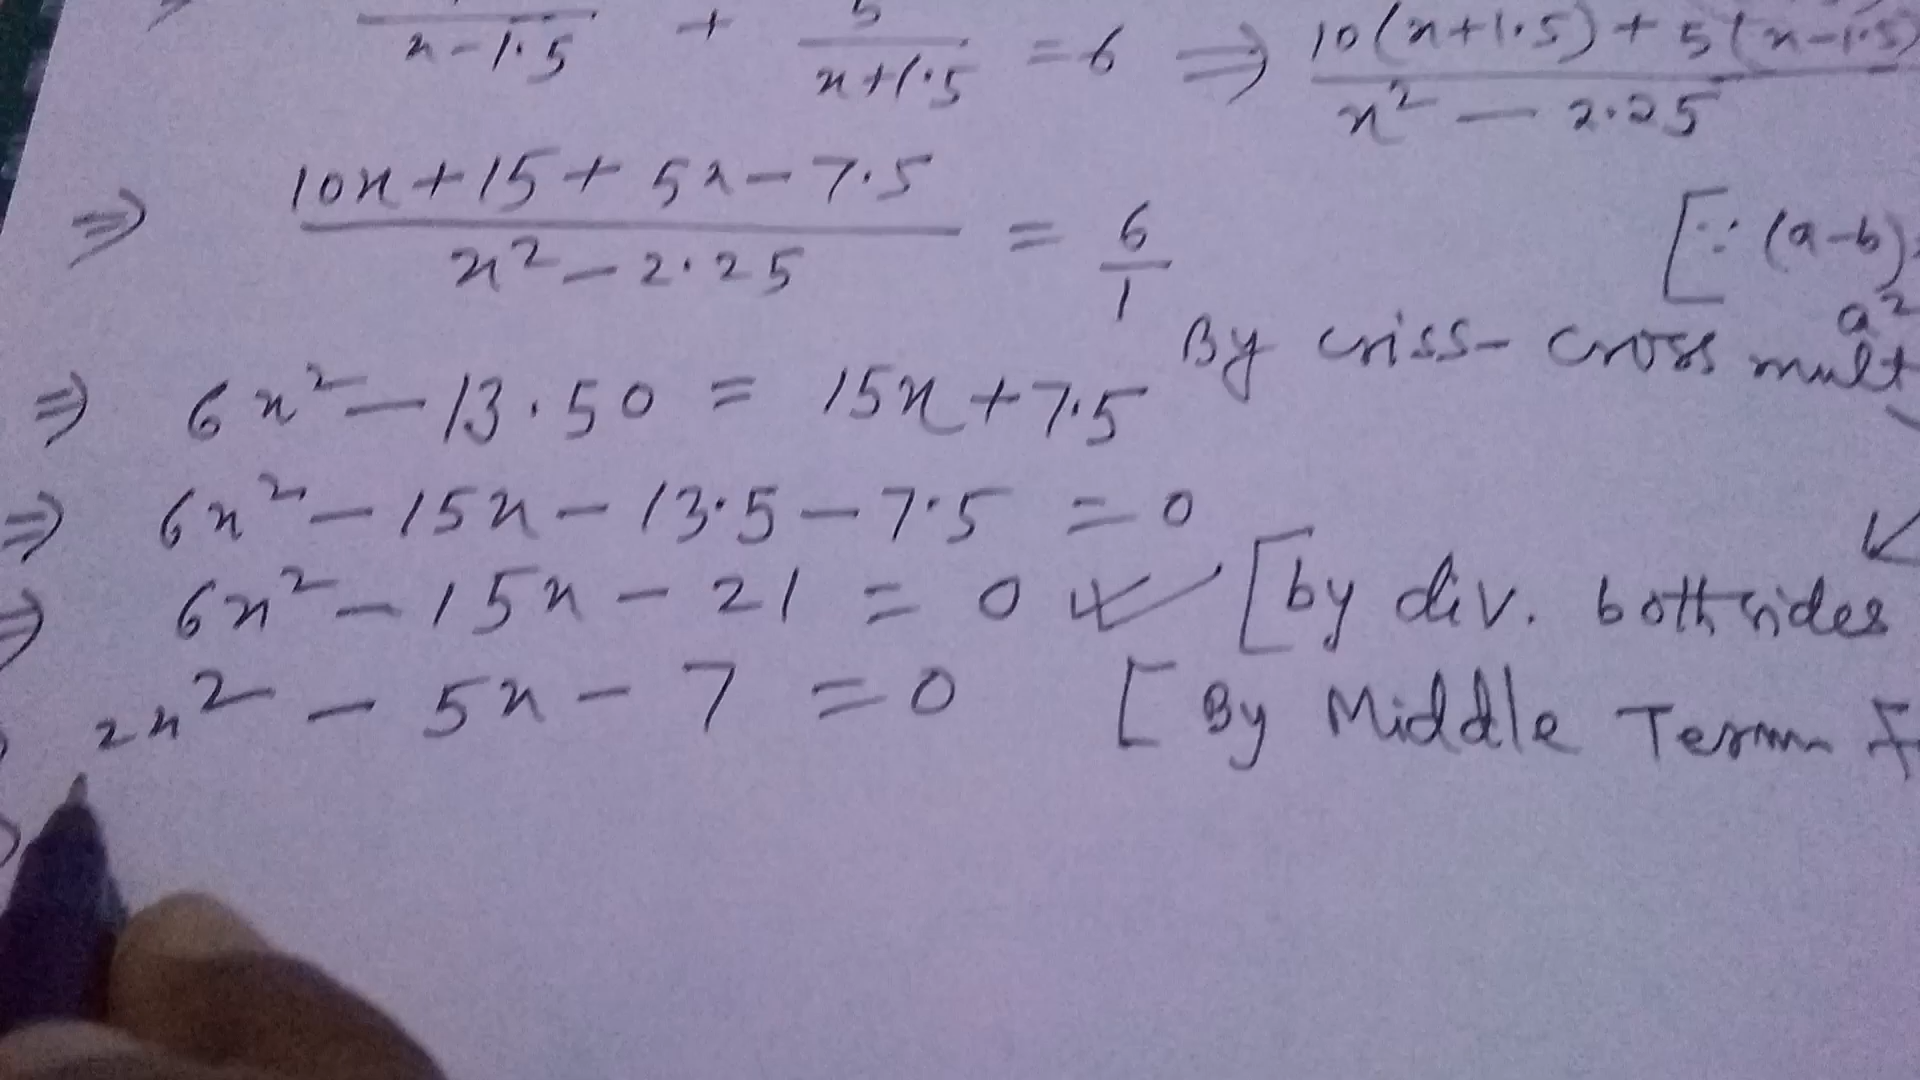 x-1.5 + 5/x+1.5 = 6 ⇒ 10(x+1.5)+5(x-1.5)/x² - 2.25
⇒ 10x+15+5x-7.5/x²-2.25 = 6/1 [∵ (a-b)
a²
⇒ 6x²-13.50 = 15x+7.5 By criss-cross mult
⇒ 6x²-15x-13.5-7.5 = 0
⇒ 6x²-15x-21 = 0 [by div. both sides
2x² - 5x - 7 = 0 [By Middle Term